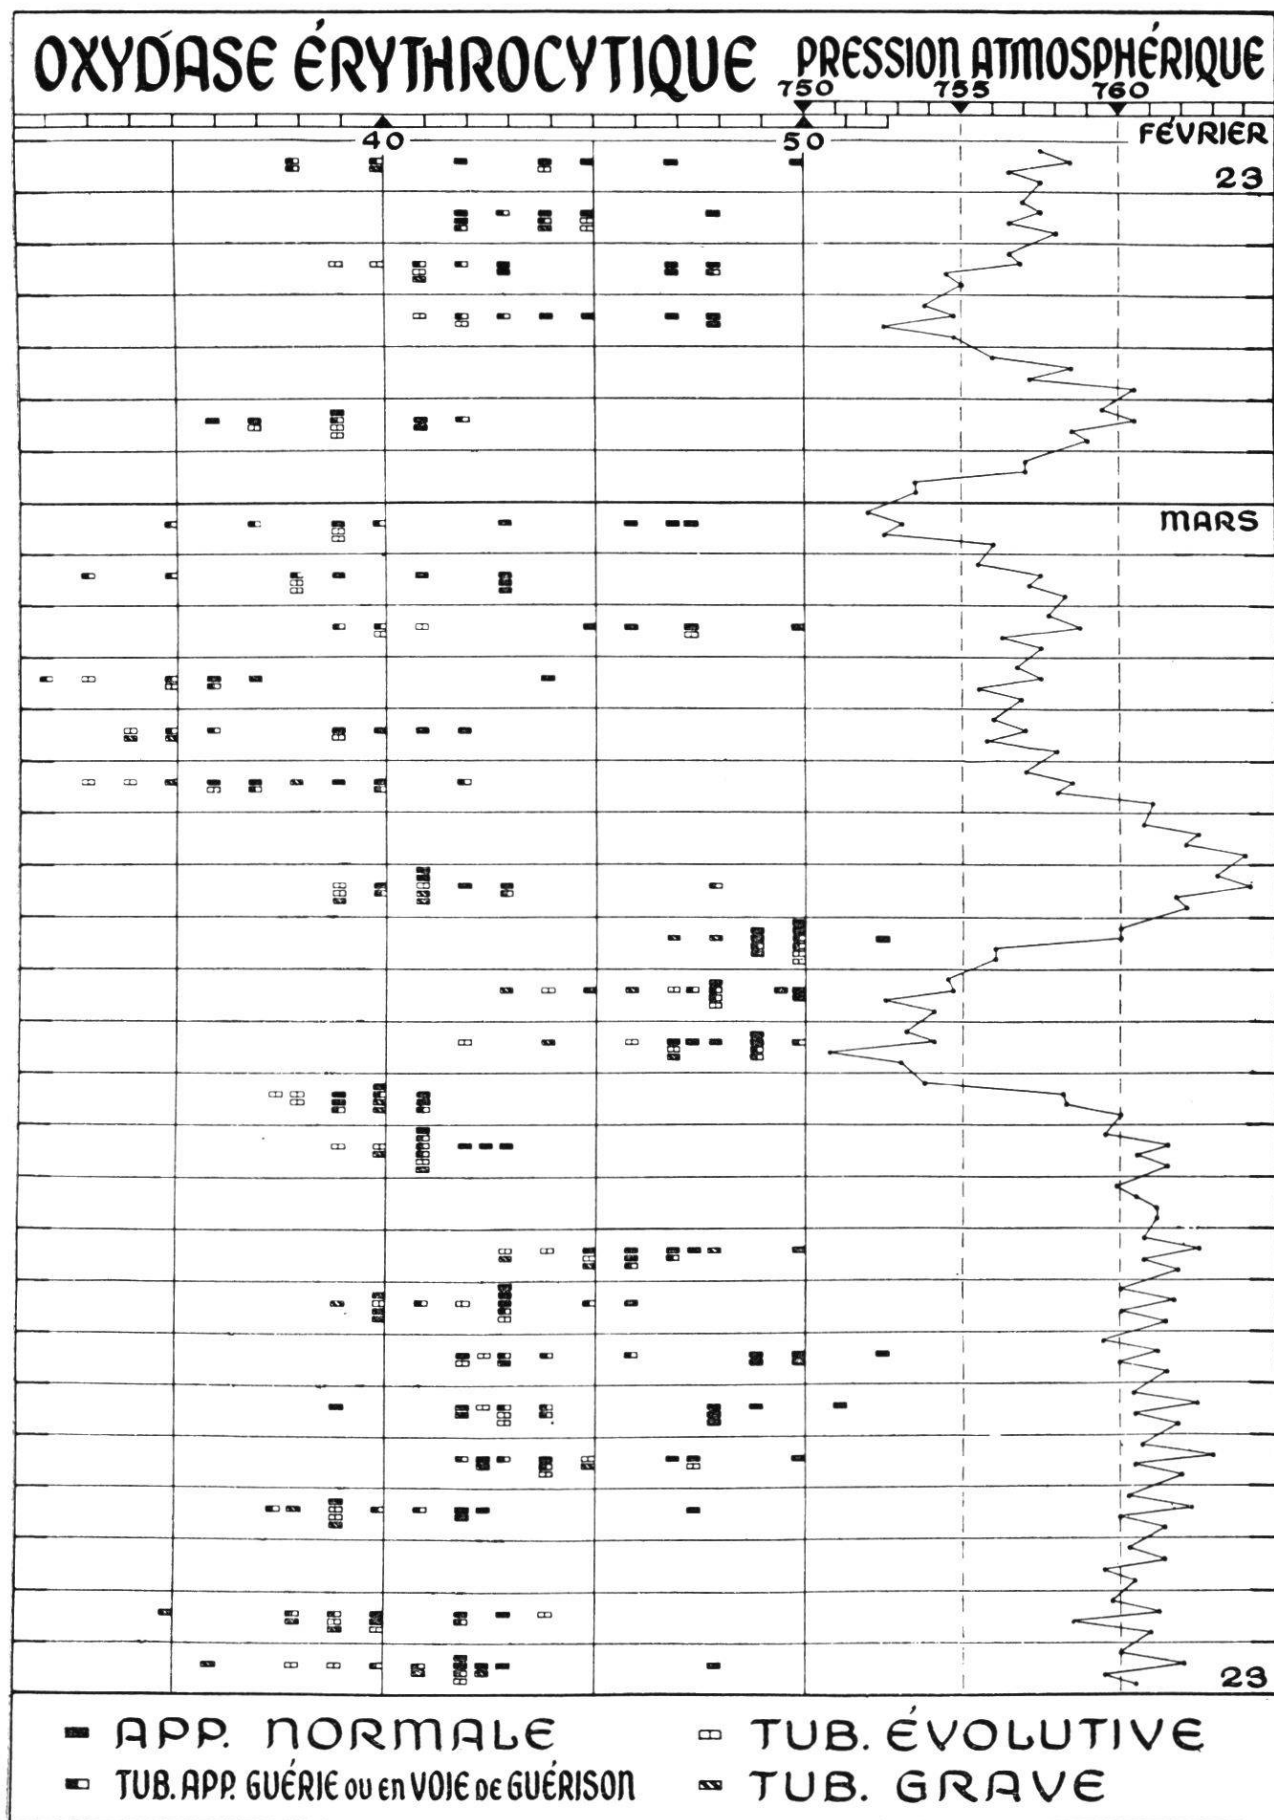 OXYDASE ÉRYTHROCYTIQUE PRESSION ATMOSPHÉRIQUE
750 755 760
40 50 FÉVRIER
23
MARS
23
APP. NORMALE
TUB. ÉVOLUTIVE
TUB. APP. GUÉRIE OU EN VOIE DE GUÉRISON
TUB. GRAVE